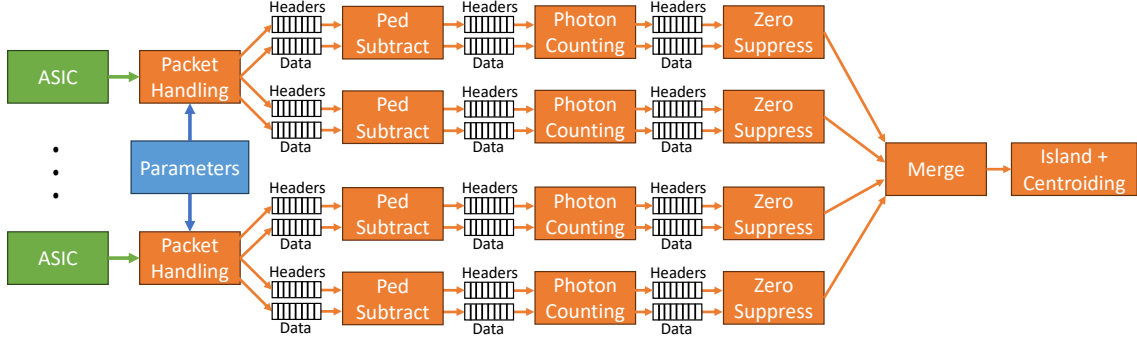 Headers
Data
Ped
Subtract
Headers
Data
Photon
Counting
Headers
Data
Zero
Suppress
ASIC
Packet
Handling
Headers
Data
Ped
Subtract
Headers
Data
Photon
Counting
Headers
Data
Zero
Suppress
Parameters
Merge
Island +
Centroiding
Headers
Data
Ped
Subtract
Headers
Data
Photon
Counting
Headers
Data
Zero
Suppress
ASIC
Packet
Handling
Headers
Data
Ped
Subtract
Headers
Data
Photon
Counting
Headers
Data
Zero
Suppress